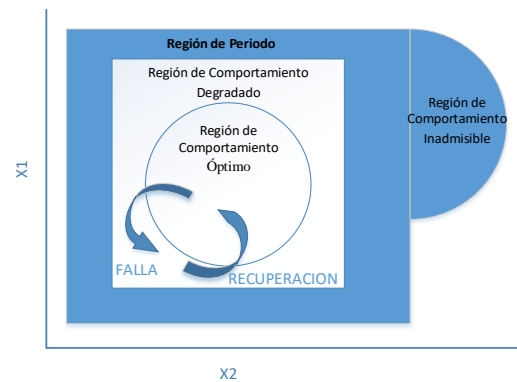 Región de Periodo
Región de Comportamiento
Degradado
Región de
Comportamiento
Óptimo
Región de
Comportamiento
Inadmisible
X1
FALLA
RECUPERACION
X2